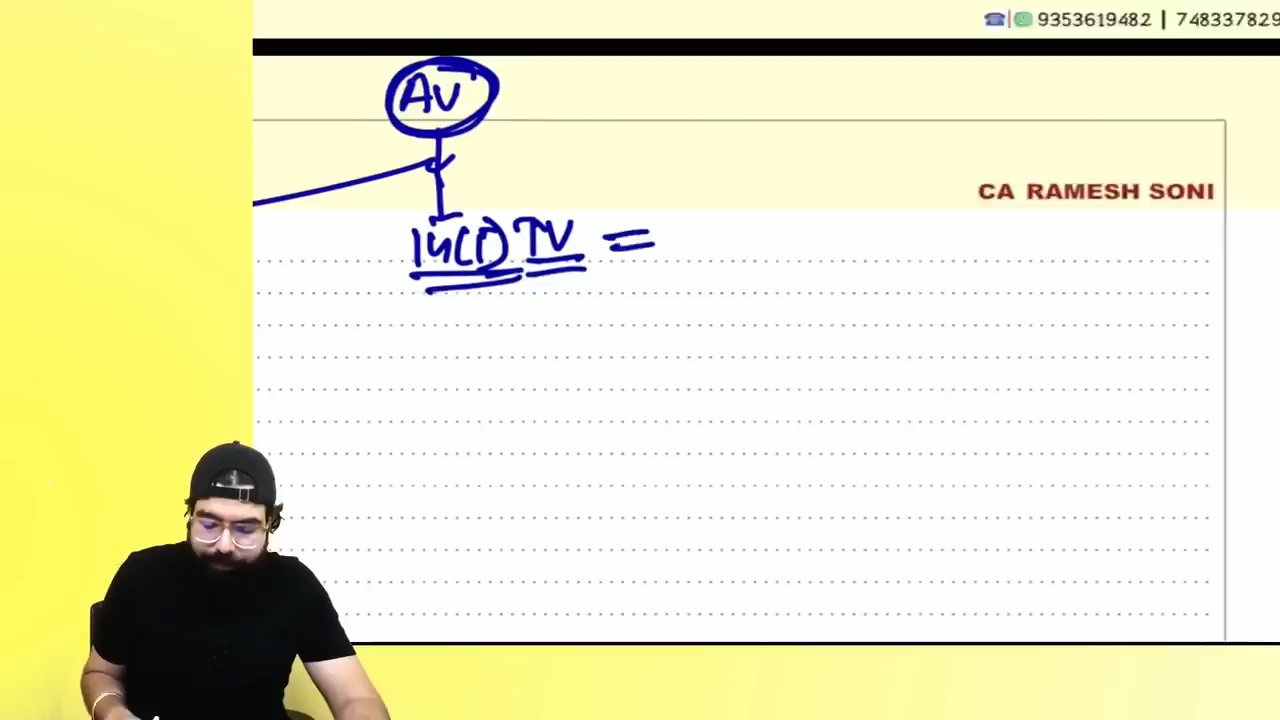 9353619482 | 748337829
AV
CA RAMESH SONI
14(1) TV =